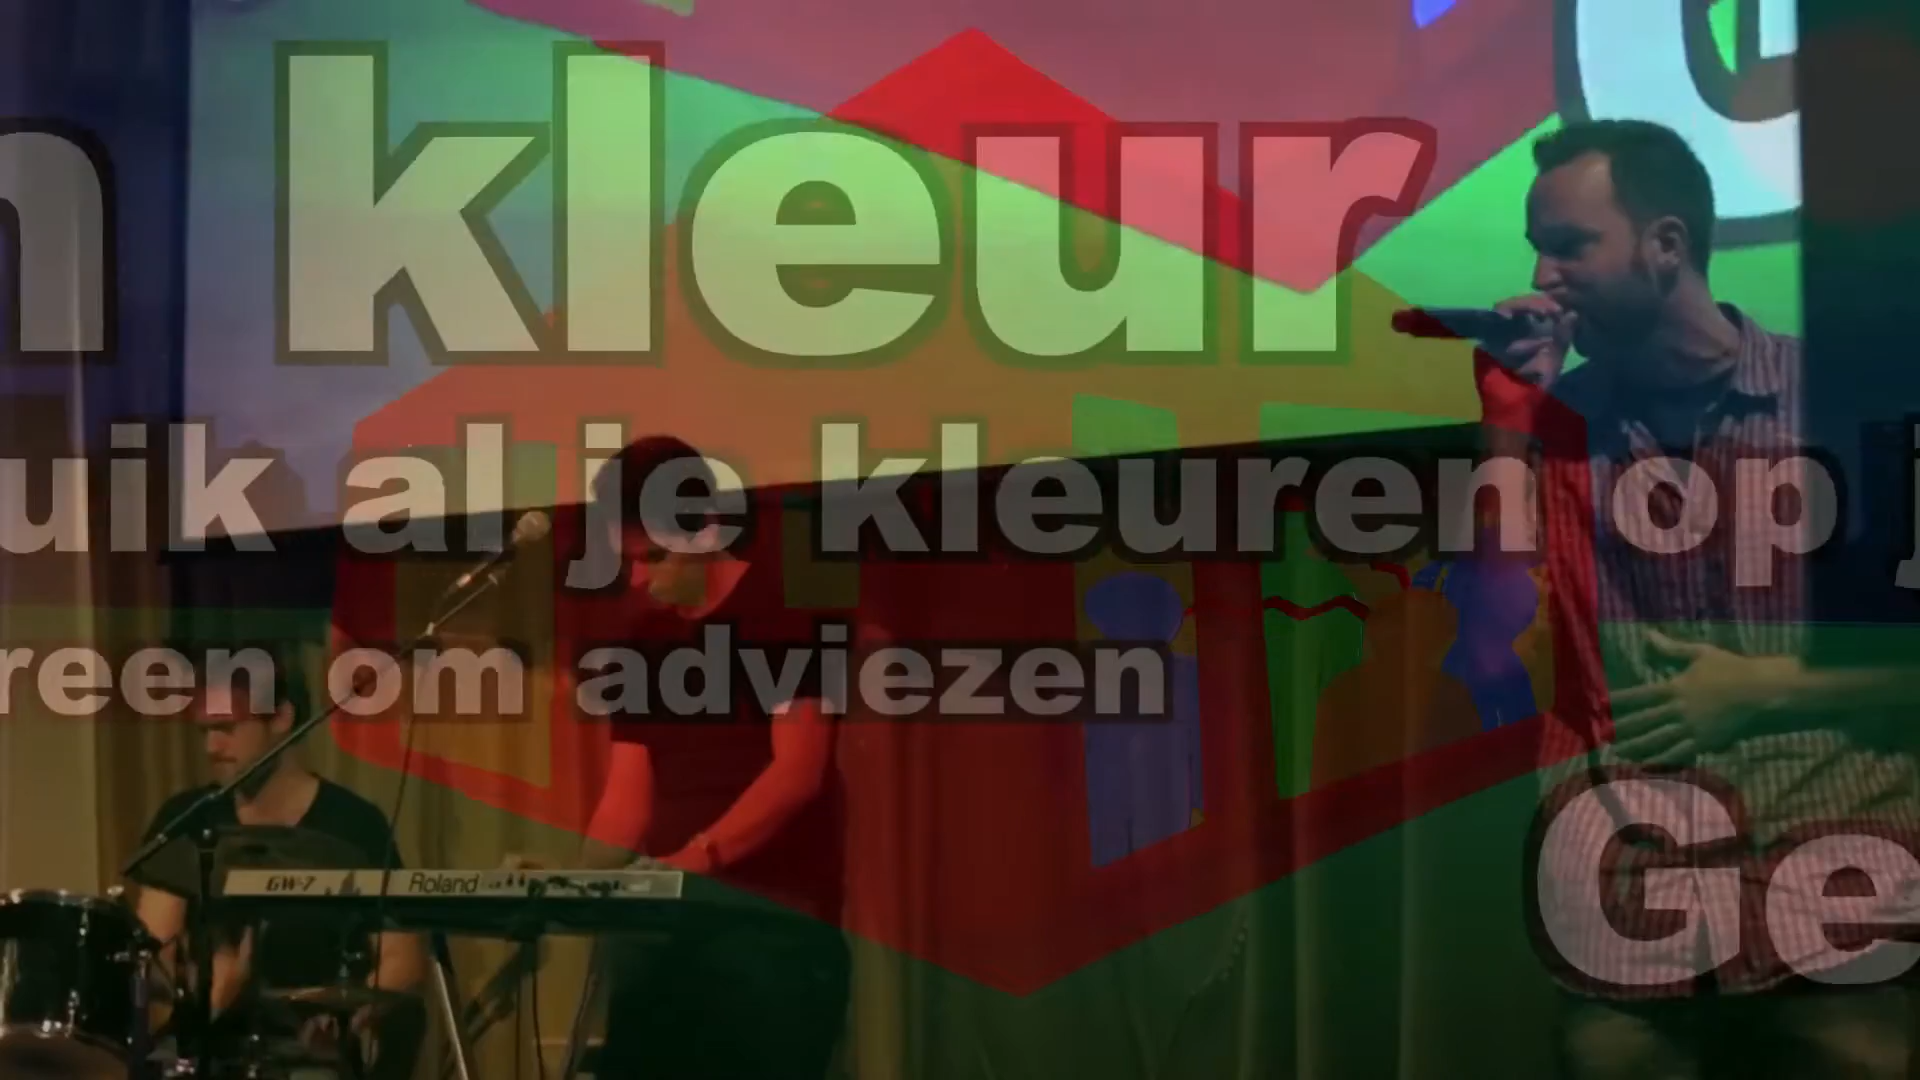 n kleur
uik al je kleuren op j
reen om adviezen
Ge
GW-7 Roland